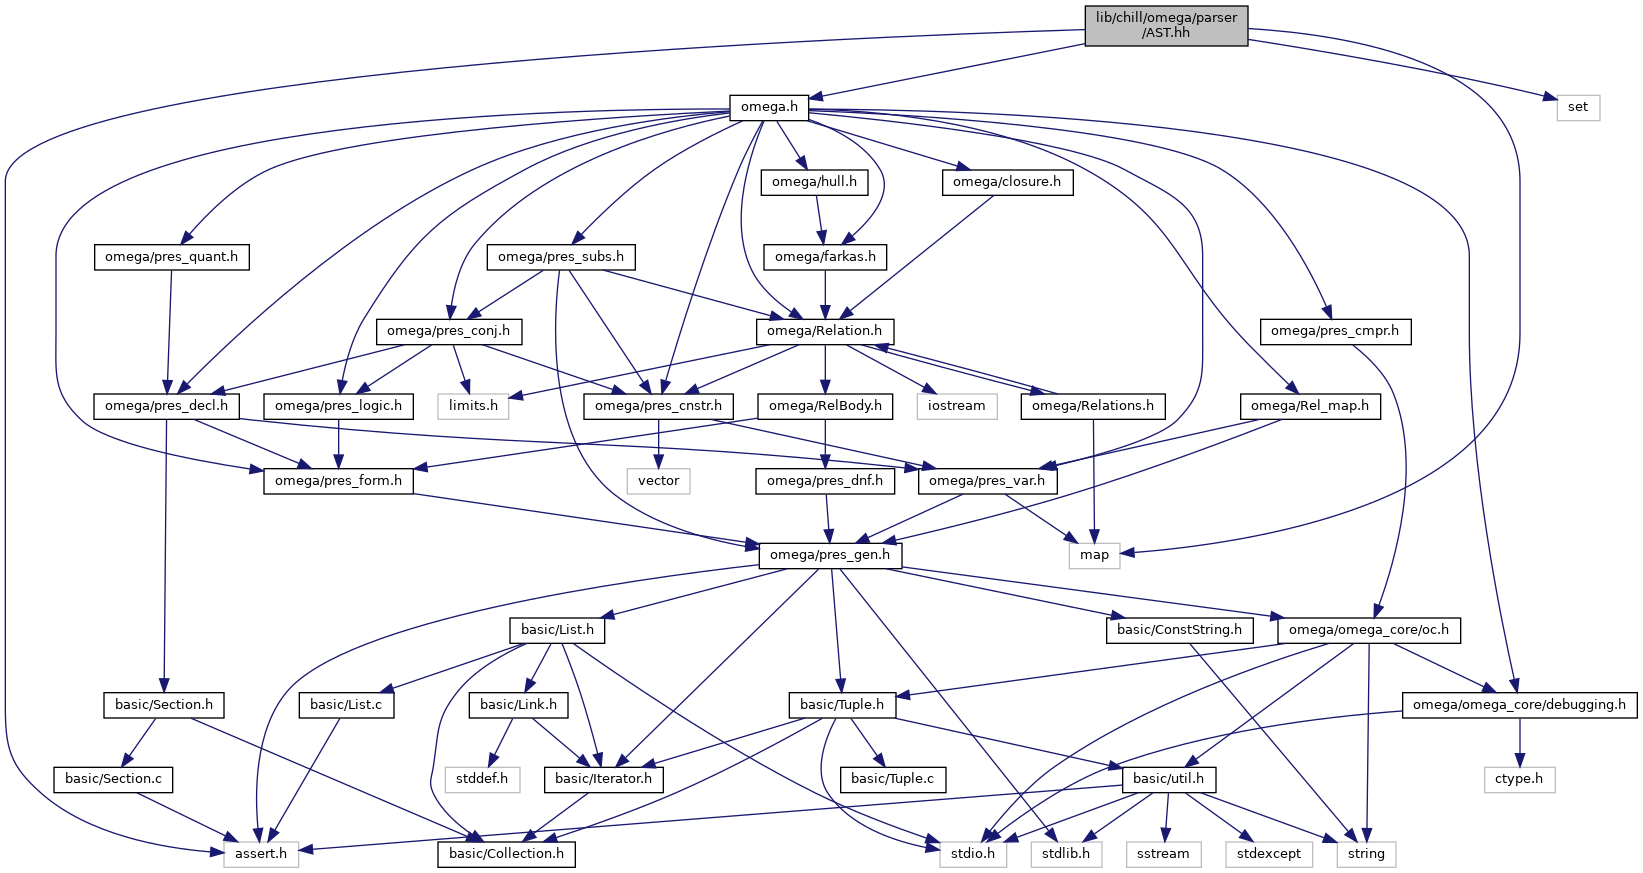 lib/chill/omega/parser
/AST.hh
omega.h
set
omega/hull.h
omega/closure.h
omega/pres_quant.h
omega/pres_subs.h
omega/farkas.h
omega/pres_conj.h
omega/Relation.h
omega/pres_cmpr.h
omega/pres_decl.h
omega/pres_logic.h
limits.h
omega/pres_cnstr.h
omega/RelBody.h
iostream
omega/Relations.h
omega/Rel_map.h
omega/pres_form.h
vector
omega/pres_dnf.h
omega/pres_var.h
omega/pres_gen.h
map
basic/List.h
basic/ConstString.h
omega/omega_core/oc.h
basic/Section.h
basic/List.c
basic/Link.h
basic/Tuple.h
omega/omega_core/debugging.h
basic/Section.c
stddef.h
basic/Iterator.h
basic/Tuple.c
basic/util.h
ctype.h
assert.h
basic/Collection.h
stdio.h
stdlib.h
sstream
stdexcept
string